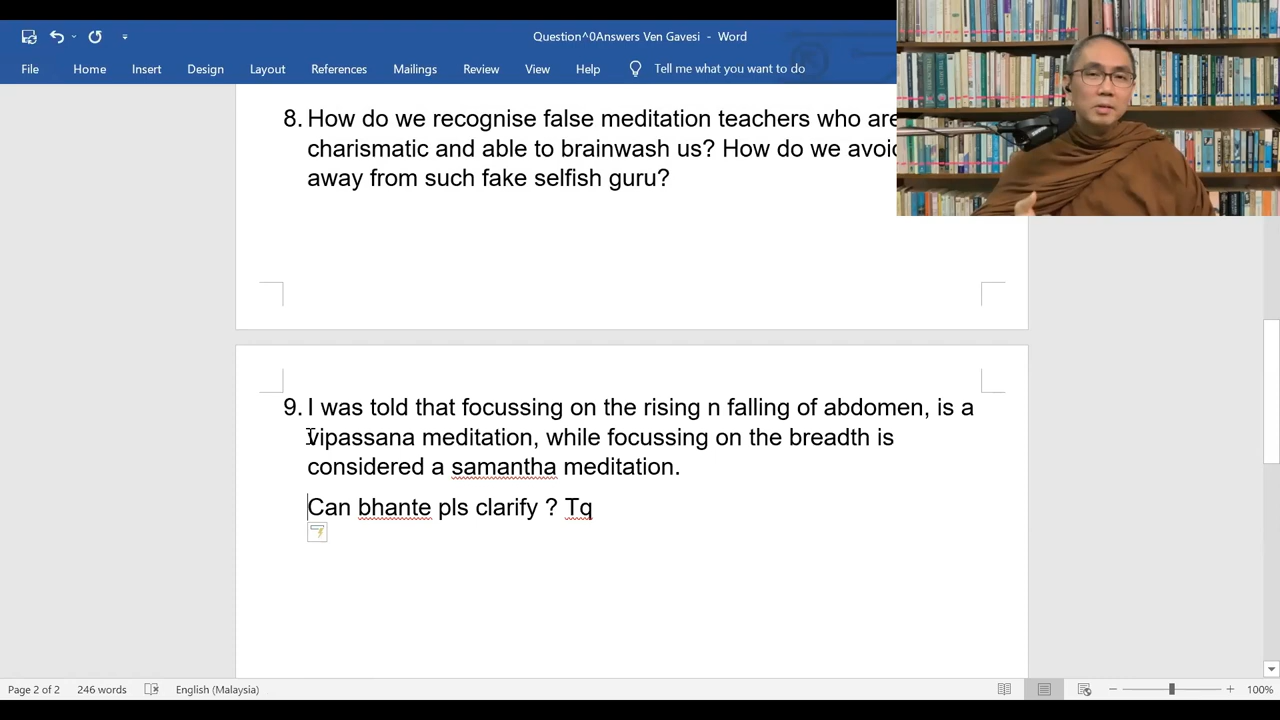 Question^0Answers Ven Gavesi - Word
File Home Insert Design Layout References Mailings Review View Help Tell me what you want to do
8. How do we recognise false meditation teachers who are
charismatic and able to brainwash us? How do we avoid
away from such fake selfish guru?
9. I was told that focussing on the rising n falling of abdomen, is a
vipassana meditation, while focussing on the breadth is
considered a samantha meditation.
Can bhante pls clarify ? Tq
Page 2 of 2 246 words English (Malaysia) 100%